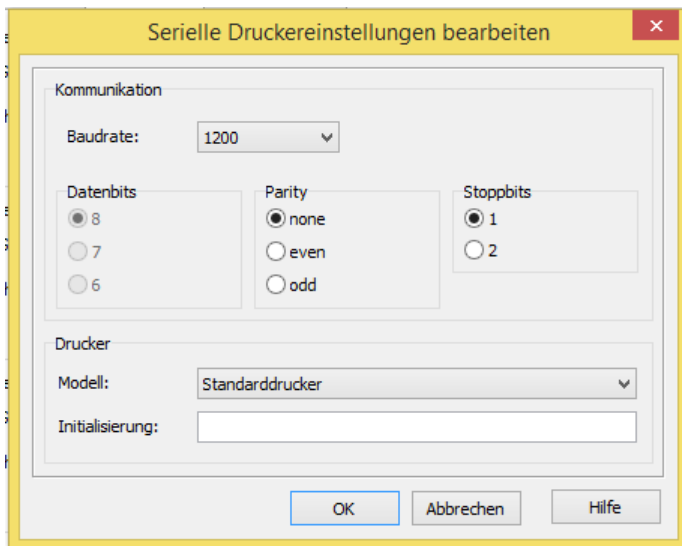 Serielle Druckereinstellungen bearbeiten
Kommunikation
Baudrate: 1200
Datenbits
8
7
6
Parity
none
even
odd
Stoppbits
1
2
Drucker
Modell: Standarddrucker
Initialisierung:
OK Abbrechen Hilfe